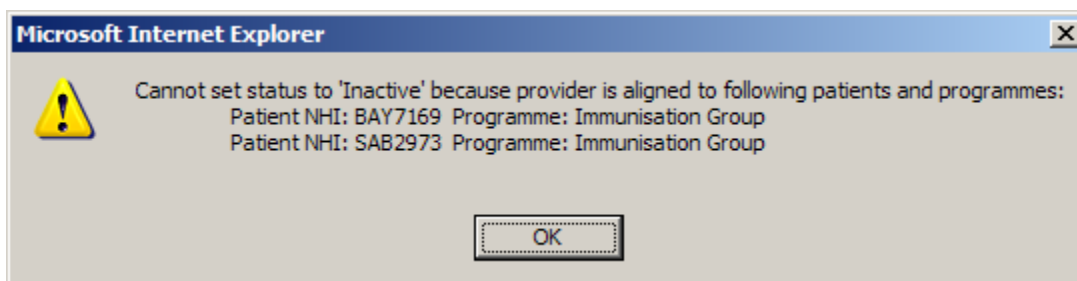 Microsoft Internet Explorer
Cannot set status to 'Inactive' because provider is aligned to following patients and programmes:
Patient NHI: BAY7169 Programme: Immunisation Group
Patient NHI: SAB2973 Programme: Immunisation Group
OK